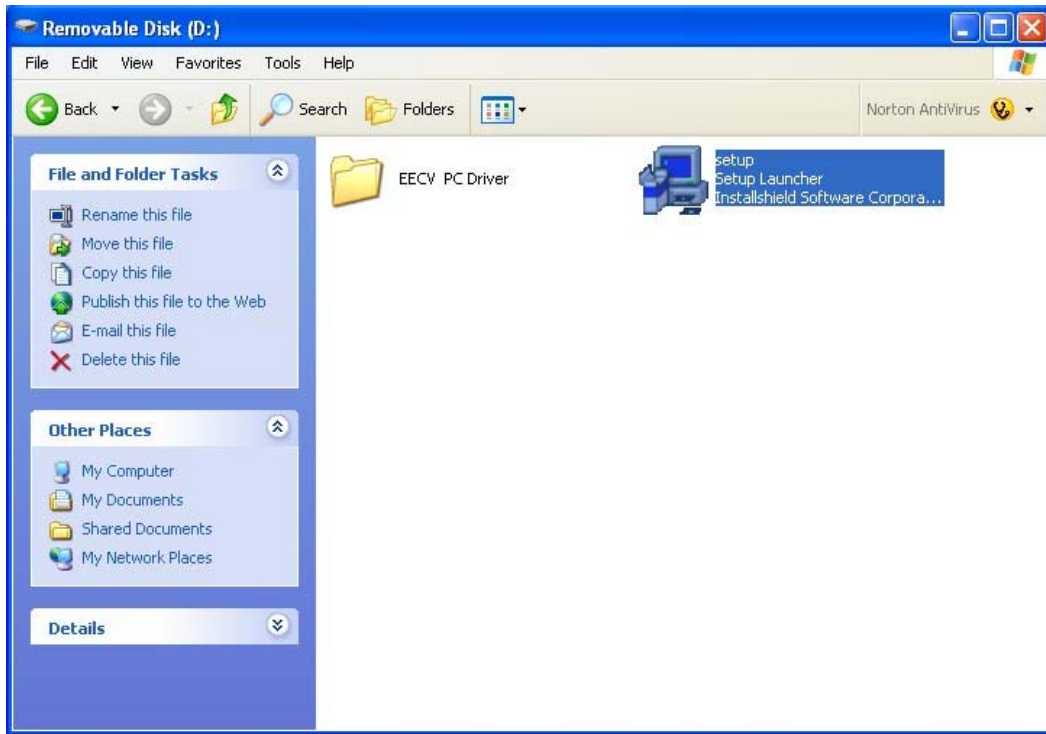 Removable Disk (D:)
File Edit View Favorites Tools Help
Back Search Folders Norton AntiVirus
File and Folder Tasks
Rename this file
Move this file
Copy this file
Publish this file to the Web
E-mail this file
Delete this file
Other Places
My Computer
My Documents
Shared Documents
My Network Places
Details
EECV PC Driver
setup
Setup Launcher
Installshield Software Corpora...